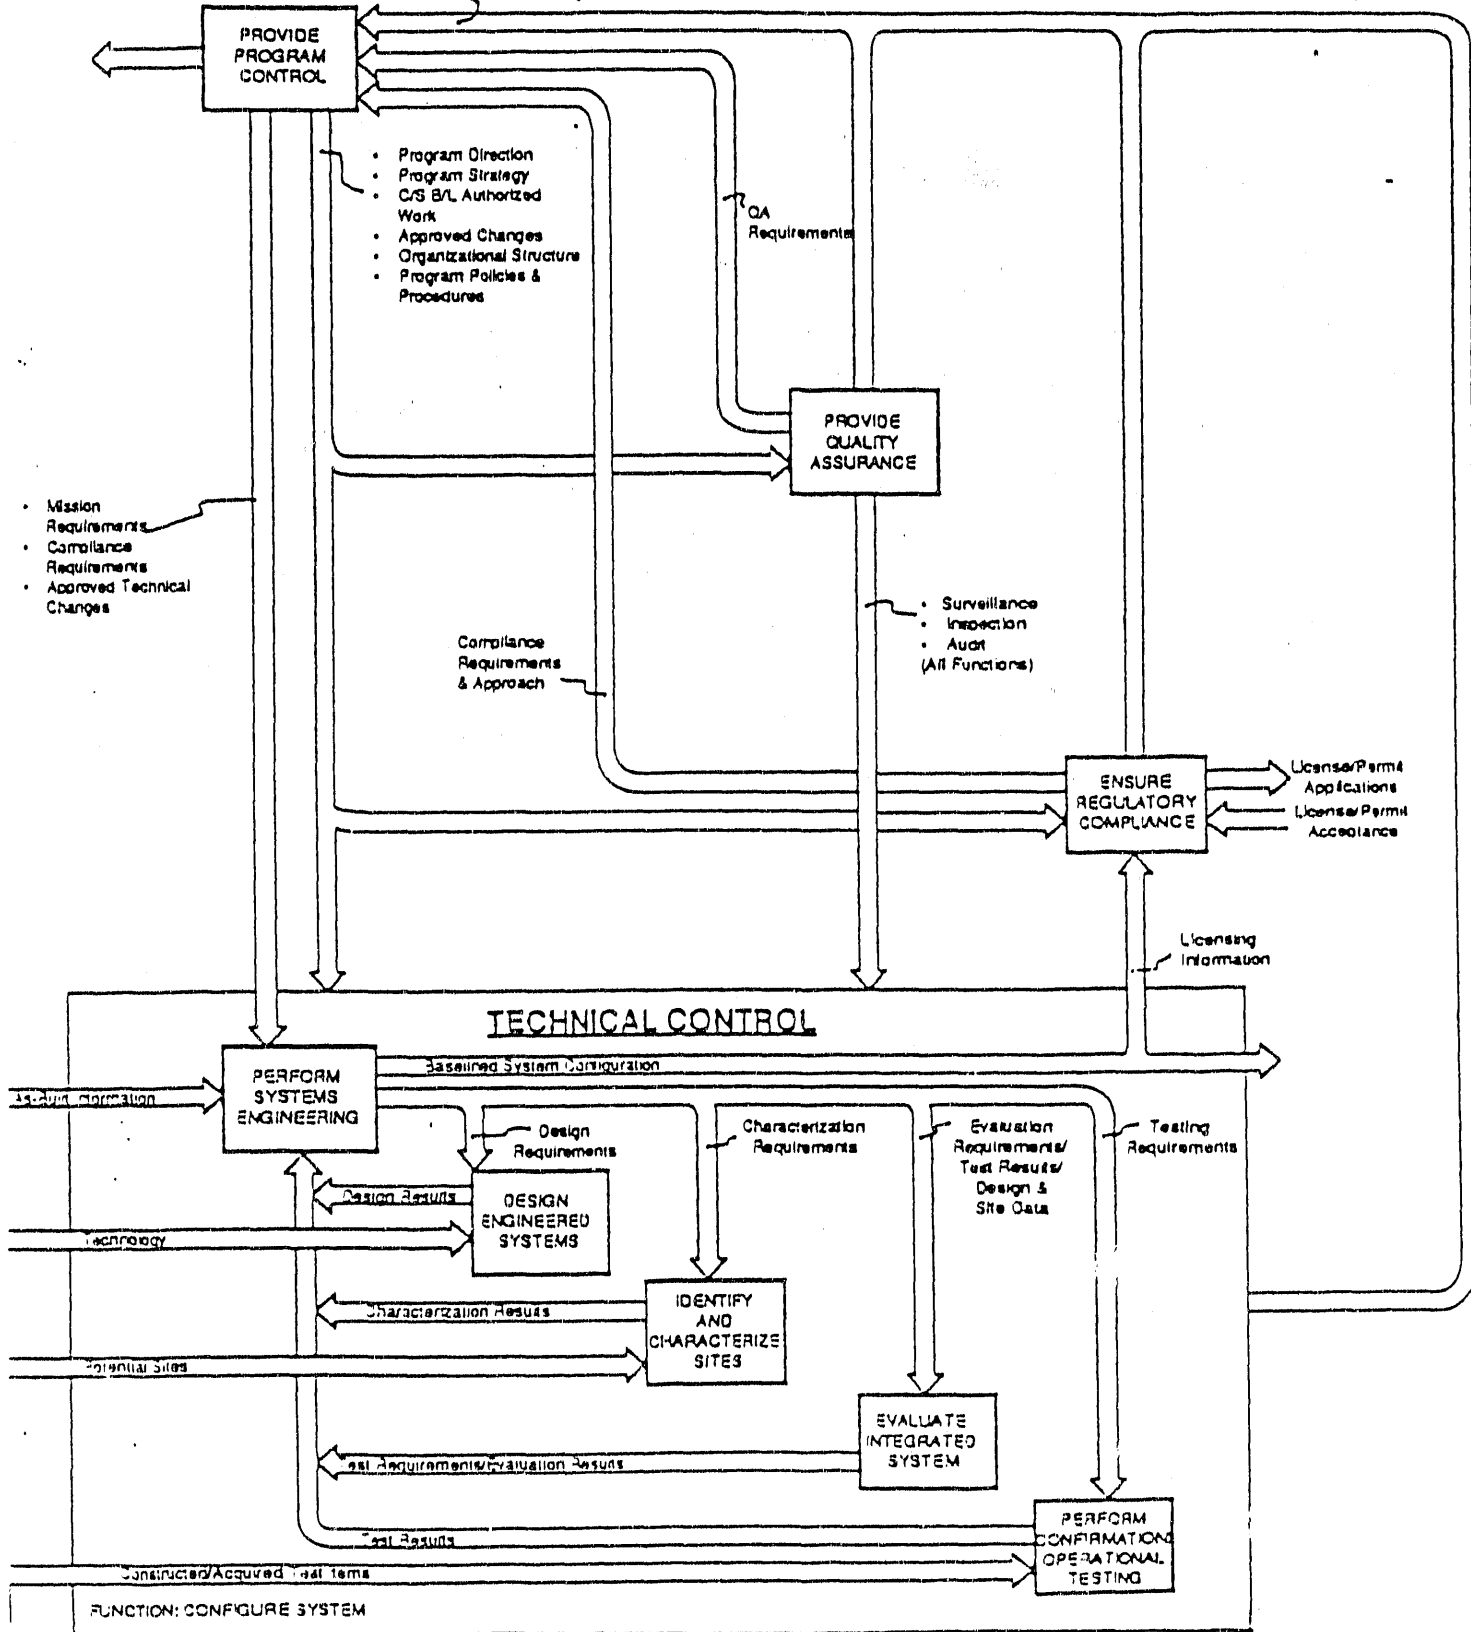 PROVIDE
PROGRAM
CONTROL
• Program Direction
• Program Strategy
• C/S B/L Authorized
Work
• Approved Changes
• Organizational Structure
• Program Policies &
Procedures
QA
Requirements
PROVIDE
QUALITY
ASSURANCE
• Mission
Requirements
• Compliance
Requirements
• Approved Technical
Changes
• Surveillance
• Inspection
• Audit
(All Functions)
Compliance
Requirements
& Approach
ENSURE
REGULATORY
COMPLIANCE
License/Permit
Applications
License/Permit
Acceptance
Licensing
Information
TECHNICAL CONTROL
Baselined System Configuration
PERFORM
SYSTEMS
ENGINEERING
As-Built Information
Design
Requirements
Characterization
Requirements
Evaluation
Requirements/
Test Results/
Design &
Site Data
Testing
Requirements
Design Results
DESIGN
ENGINEERED
SYSTEMS
Technology
Characterization Results
IDENTIFY
AND
CHARACTERIZE
SITES
Potential Sites
EVALUATE
INTEGRATED
SYSTEM
Test Requirements/Evaluation Results
PERFORM
CONFIRMATION/
OPERATIONAL
TESTING
Test Results
Constructed/Acquired Test Items
FUNCTION: CONFIGURE SYSTEM